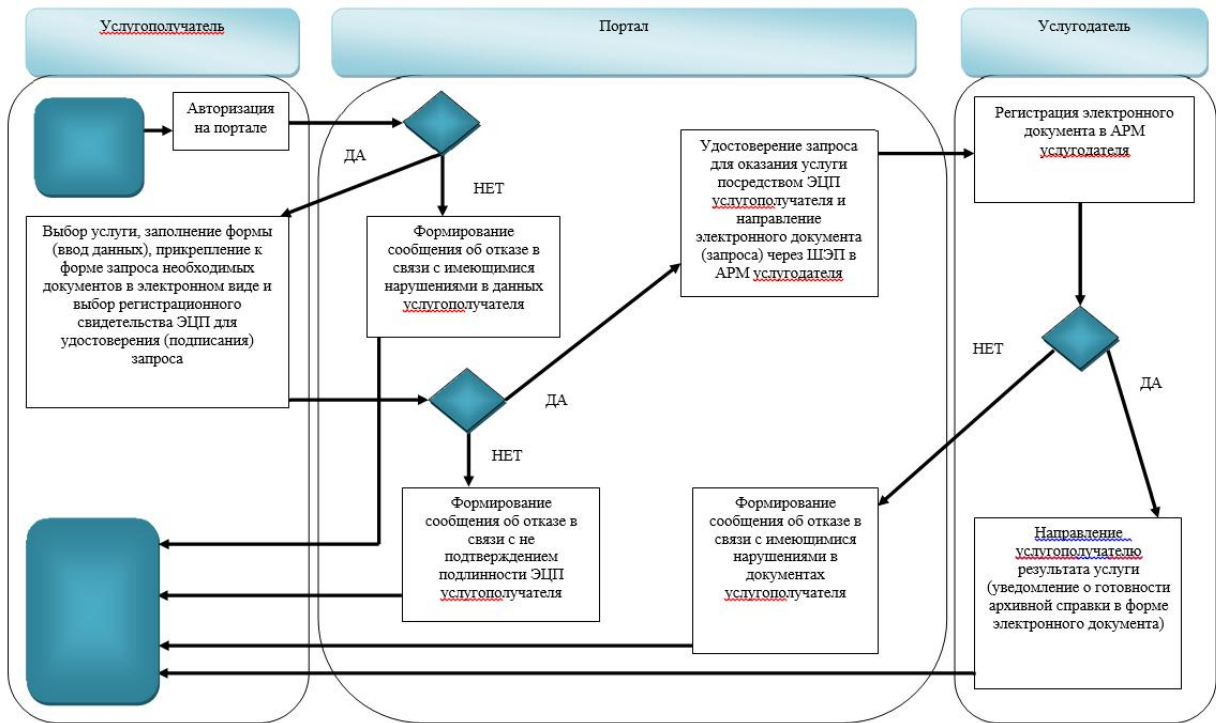 Услугополучатель
Портал
Услугодатель
Авторизация
на портале
ДА
НЕТ
Выбор услуги, заполнение формы
(ввод данных), прикрепление к
форме запроса необходимых
документов в электронном виде и
выбор регистрационного
свидетельства ЭЦП для
удостоверения (подписания)
запроса
Формирование
сообщения об отказе в
связи с имеющимися
нарушениями в данных
услугополучателя
Удостоверение запроса
для оказания услуги
посредством ЭЦП
услугополучателя и
направление
электронного документа
(запроса) через ШЭП в
АРМ услугодателя
Регистрация электронного
документа в АРМ
услугодателя
ДА
НЕТ
Формирование
сообщения об отказе в
связи с не
подтверждением
подлинности ЭЦП
услугополучателя
НЕТ
ДА
Формирование
сообщения об отказе в
связи с имеющимися
нарушениями в
документах
услугополучателя
Направление
услугополучателю
результата услуги
(уведомление о готовности
архивной справки в форме
электронного документа)